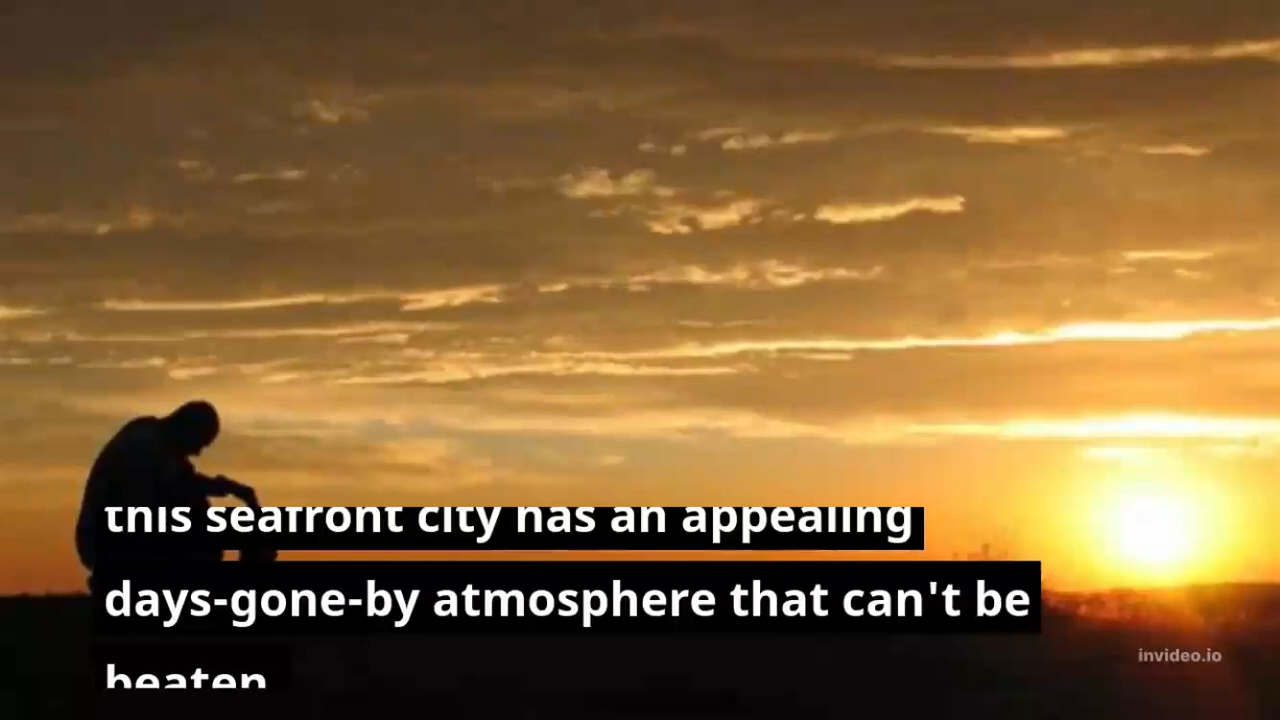 this seafront city has an appealing
days-gone-by atmosphere that can't be
beaten
invideo.io